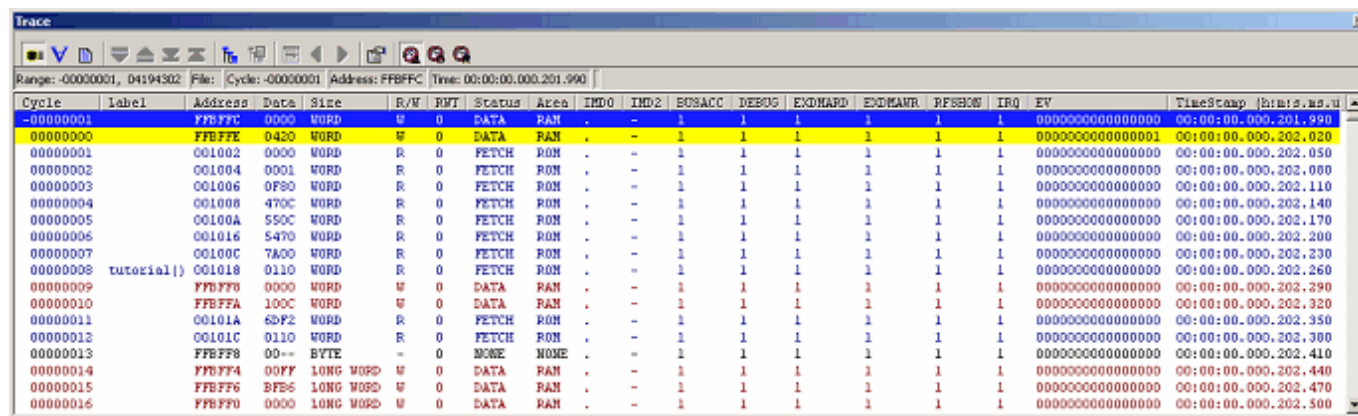 Trace
Range: -00000001, 04194302 File: Cycle: -00000001 Address: FFBFFC Time: 00:00:00.000.201.990
Cycle Label Address Data Size R/W RWT Status Area IMD0 IMD2 BUSACC DEBUG EXDMARD EXDMAWR RFSHON IRQ EV TimeStamp (h:m:s.ms.u
-00000001 FFBFFC 0000 WORD W 0 DATA RAM . - 1 1 1 1 1 1 0000000000000000 00:00:00.000.201.990
00000000 FFBFFE 0420 WORD W 0 DATA RAM . - 1 1 1 1 1 1 0000000000000001 00:00:00.000.202.020
00000001 001002 0000 WORD R 0 FETCH ROM . - 1 1 1 1 1 1 0000000000000000 00:00:00.000.202.050
00000002 001004 0001 WORD R 0 FETCH ROM . - 1 1 1 1 1 1 0000000000000000 00:00:00.000.202.080
00000003 001006 0F80 WORD R 0 FETCH ROM . - 1 1 1 1 1 1 0000000000000000 00:00:00.000.202.110
00000004 001008 470C WORD R 0 FETCH ROM . - 1 1 1 1 1 1 0000000000000000 00:00:00.000.202.140
00000005 00100A 550C WORD R 0 FETCH ROM . - 1 1 1 1 1 1 0000000000000000 00:00:00.000.202.170
00000006 001016 5470 WORD R 0 FETCH ROM . - 1 1 1 1 1 1 0000000000000000 00:00:00.000.202.200
00000007 00100C 7A00 WORD R 0 FETCH ROM . - 1 1 1 1 1 1 0000000000000000 00:00:00.000.202.230
00000008 tutorial() 001018 0110 WORD R 0 FETCH ROM . - 1 1 1 1 1 1 0000000000000000 00:00:00.000.202.260
00000009 FFBFF8 0000 WORD W 0 DATA RAM . - 1 1 1 1 1 1 0000000000000000 00:00:00.000.202.290
00000010 FFBFFA 100C WORD W 0 DATA RAM . - 1 1 1 1 1 1 0000000000000000 00:00:00.000.202.320
00000011 00101A 6DF2 WORD R 0 FETCH ROM . - 1 1 1 1 1 1 0000000000000000 00:00:00.000.202.350
00000012 00101C 0110 WORD R 0 FETCH ROM . - 1 1 1 1 1 1 0000000000000000 00:00:00.000.202.380
00000013 FFBFF8 00-- BYTE - 0 NONE NONE . - 1 1 1 1 1 1 0000000000000000 00:00:00.000.202.410
00000014 FFBFF4 00FF LONG WORD W 0 DATA RAM . - 1 1 1 1 1 1 0000000000000000 00:00:00.000.202.440
00000015 FFBFF6 BFB6 LONG WORD W 0 DATA RAM . - 1 1 1 1 1 1 0000000000000000 00:00:00.000.202.470
00000016 FFBFF0 0000 LONG WORD W 0 DATA RAM . - 1 1 1 1 1 1 0000000000000000 00:00:00.000.202.500